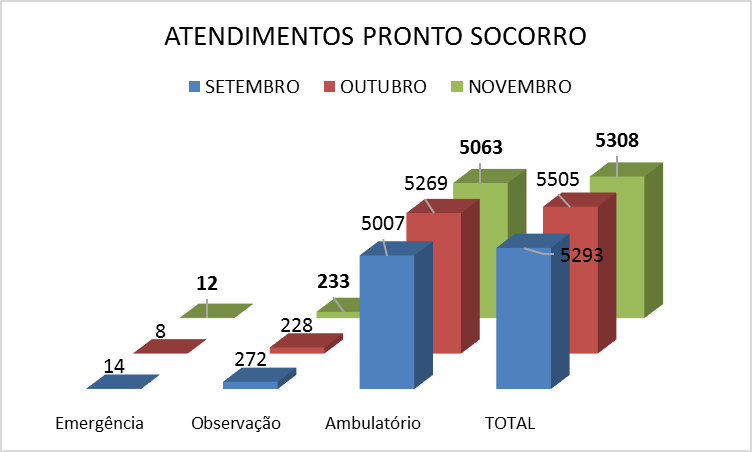 ATENDIMENTOS PRONTO SOCORRO
SETEMBRO OUTUBRO NOVEMBRO
5063 5308
5269 5505
5007 5293
12 233
8 228
14 272
Emergência Observação Ambulatório TOTAL